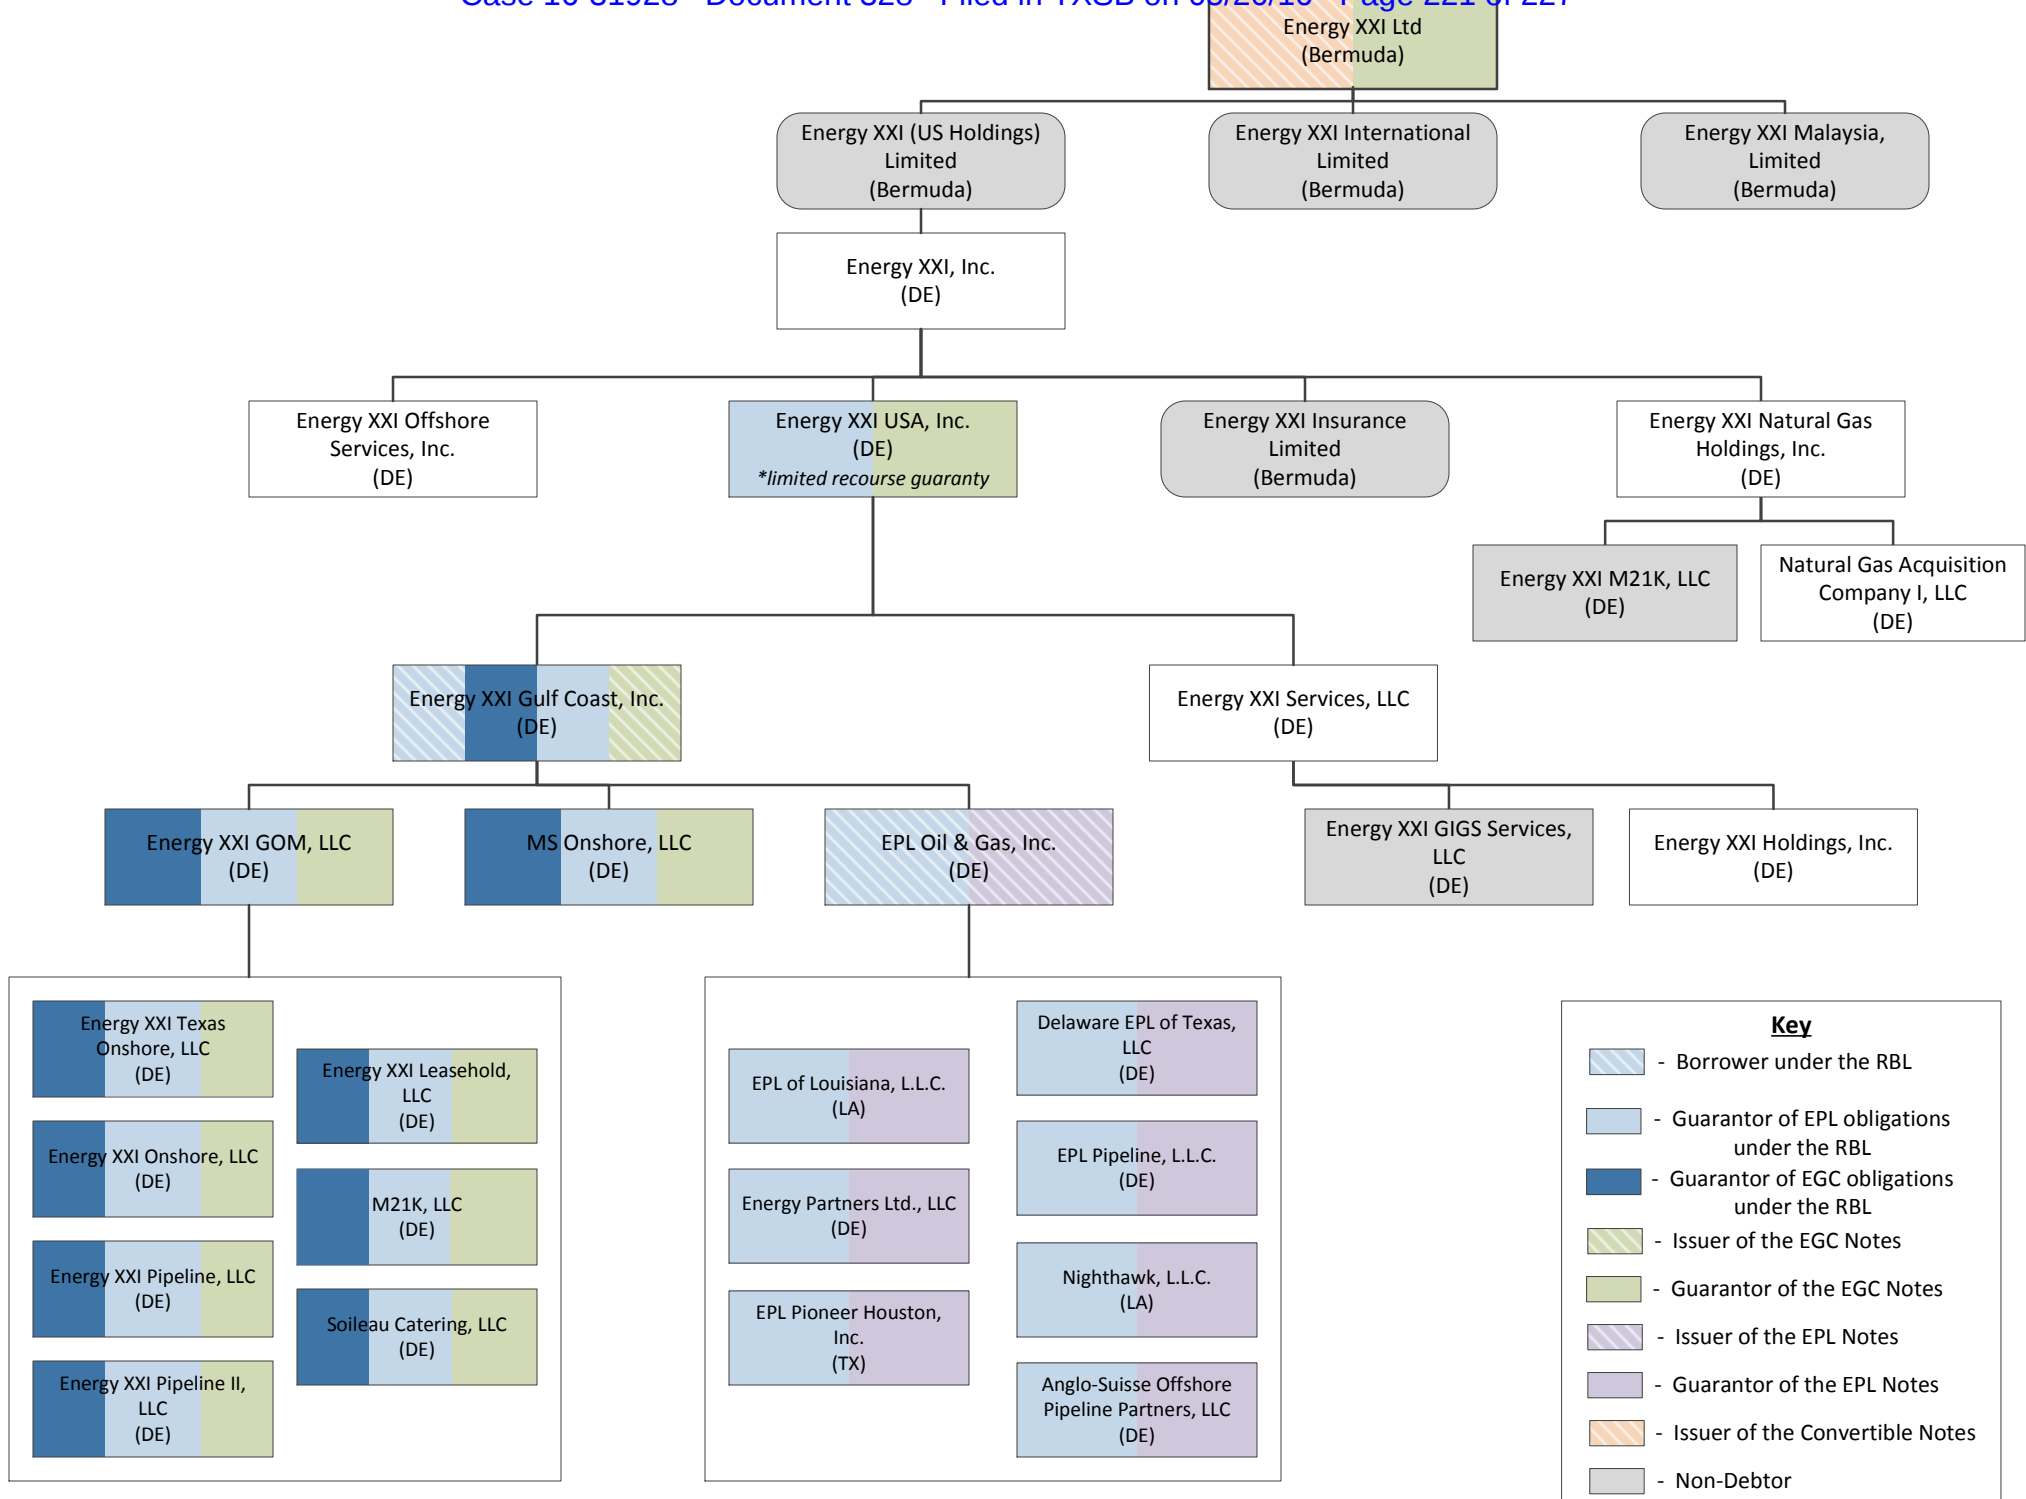 Energy XXI Ltd
(Bermuda)
Energy XXI (US Holdings)
Limited
(Bermuda)
Energy XXI International
Limited
(Bermuda)
Energy XXI Malaysia,
Limited
(Bermuda)
Energy XXI, Inc.
(DE)
Energy XXI Offshore
Services, Inc.
(DE)
Energy XXI USA, Inc.
(DE)
*limited recourse guaranty
Energy XXI Insurance
Limited
(Bermuda)
Energy XXI Natural Gas
Holdings, Inc.
(DE)
Energy XXI M21K, LLC
(DE)
Natural Gas Acquisition
Company I, LLC
(DE)
Energy XXI Gulf Coast, Inc.
(DE)
Energy XXI Services, LLC
(DE)
Energy XXI GOM, LLC
(DE)
MS Onshore, LLC
(DE)
EPL Oil & Gas, Inc.
(DE)
Energy XXI GIGS Services,
LLC
(DE)
Energy XXI Holdings, Inc.
(DE)
Energy XXI Texas
Onshore, LLC
(DE)
Energy XXI Onshore, LLC
(DE)
Energy XXI Pipeline, LLC
(DE)
Energy XXI Pipeline II,
LLC
(DE)
Energy XXI Leasehold,
LLC
(DE)
M21K, LLC
(DE)
Soileau Catering, LLC
(DE)
EPL of Louisiana, L.L.C.
(LA)
Energy Partners Ltd., LLC
(DE)
EPL Pioneer Houston,
Inc.
(TX)
Delaware EPL of Texas,
LLC
(DE)
EPL Pipeline, L.L.C.
(DE)
Nighthawk, L.L.C.
(LA)
Anglo-Suisse Offshore
Pipeline Partners, LLC
(DE)
Key
- Borrower under the RBL
- Guarantor of EPL obligations
under the RBL
- Guarantor of EGC obligations
under the RBL
- Issuer of the EGC Notes
- Guarantor of the EGC Notes
- Issuer of the EPL Notes
- Guarantor of the EPL Notes
- Issuer of the Convertible Notes
- Non-Debtor